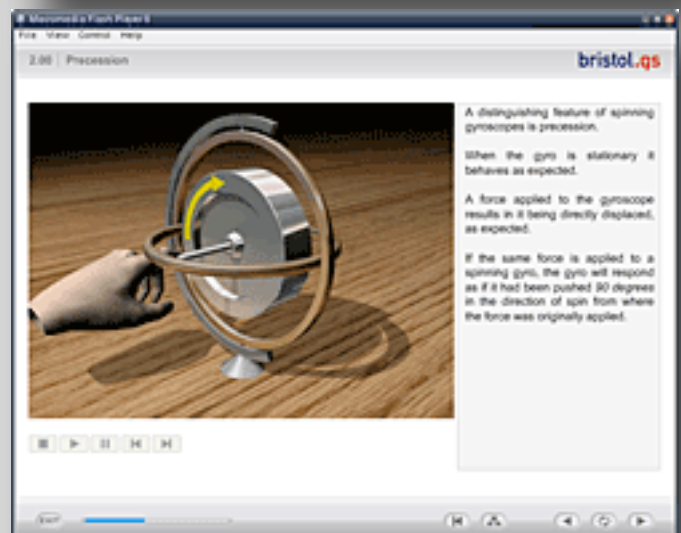 Macromedia Flash Player 6
File View Control Help
2.00 Precession
bristol.gs
A distinguishing feature of spinning
gyroscopes is precession.
When the gyro is stationary it
behaves as expected.
A force applied to the gyroscope
results in it being directly displaced,
as expected.
If the same force is applied to a
spinning gyro, the gyro will respond
as if it had been pushed 90 degrees
in the direction of spin from where
the force was originally applied.
EXIT